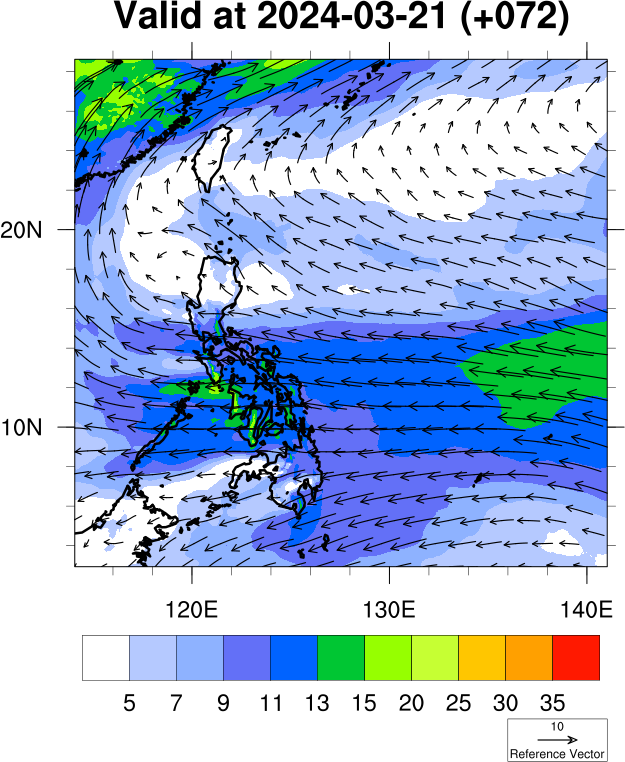 Valid at 2024-03-21 (+072)
20N
10N
120E 130E 140E
5 7 9 11 13 15 20 25 30 35
10
Reference Vector